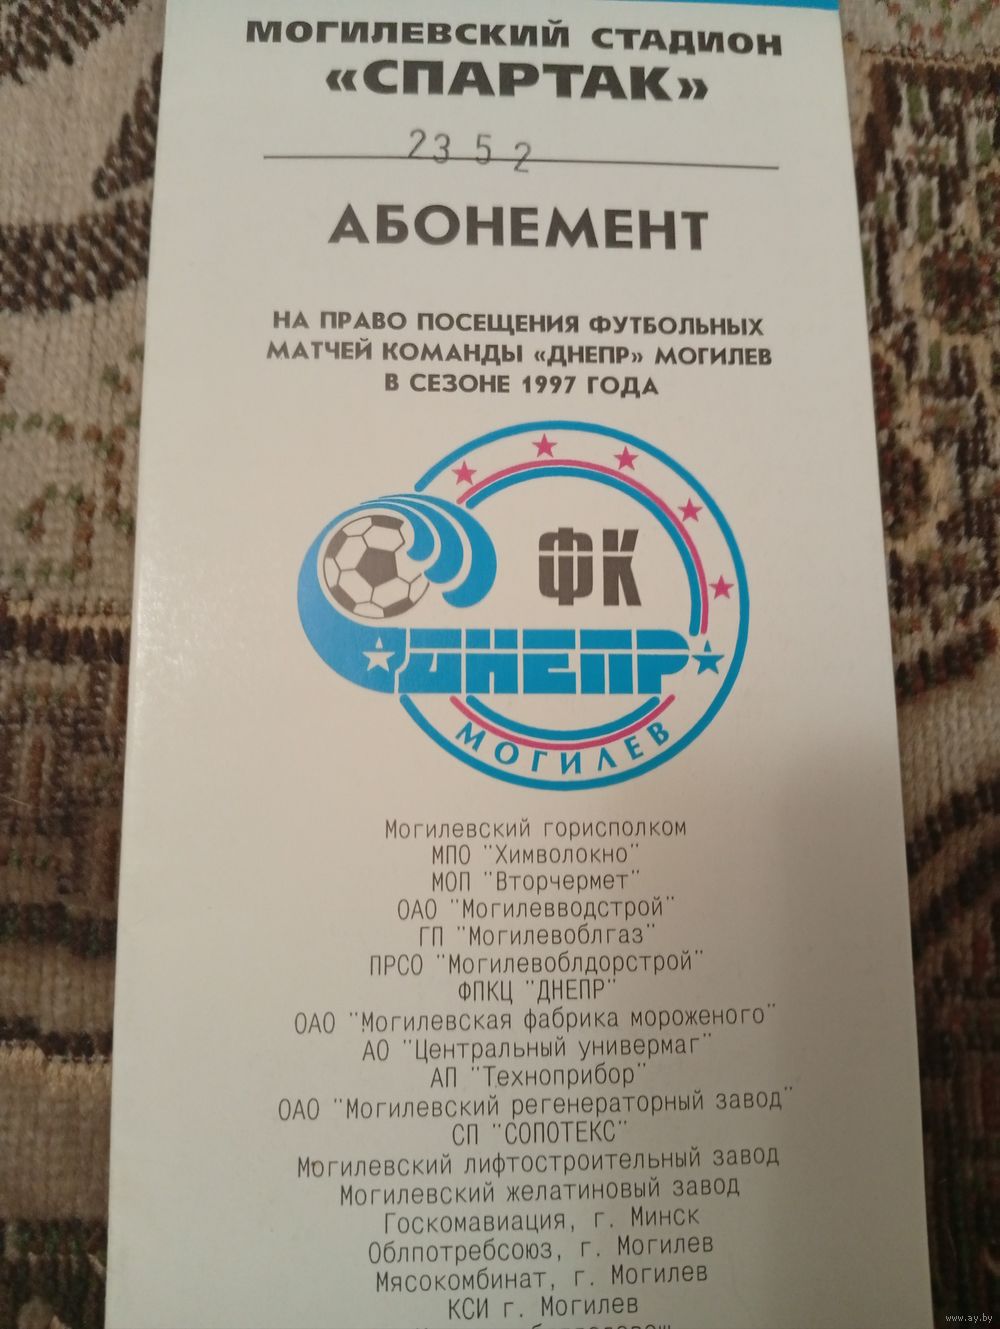 МОГИЛЕВСКИЙ СТАДИОН
«СПАРТАК»
23 5 2
АБОНЕМЕНТ
НА ПРАВО ПОСЕЩЕНИЯ ФУТБОЛЬНЫХ
МАТЧЕЙ КОМАНДЫ «ДНЕПР» МОГИЛЕВ
В СЕЗОНЕ 1997 ГОДА
ФК
ДНЕПР
МОГИЛЕВ
Могилевский горисполком
МПО "Химволокно"
МОП "Вторчермет"
ОАО "Могилевводстрой"
ГП "Могилевоблгаз"
ПРСО "Могилевоблдорстрой"
ФПКЦ "ДНЕПР"
ОАО "Могилевская фабрика мороженого"
АО "Центральный универмаг"
АП "Техноприбор"
ОАО "Могилевский регенераторный завод"
СП "СОПОТЕКС"
Могилевский лифтостроительный завод
Могилевский желатиновый завод
Госкомавиация, г. Минск
Облпотребсоюз, г. Могилев
Мясокомбинат, г. Могилев
КСИ г. Могилев
www.ay.by